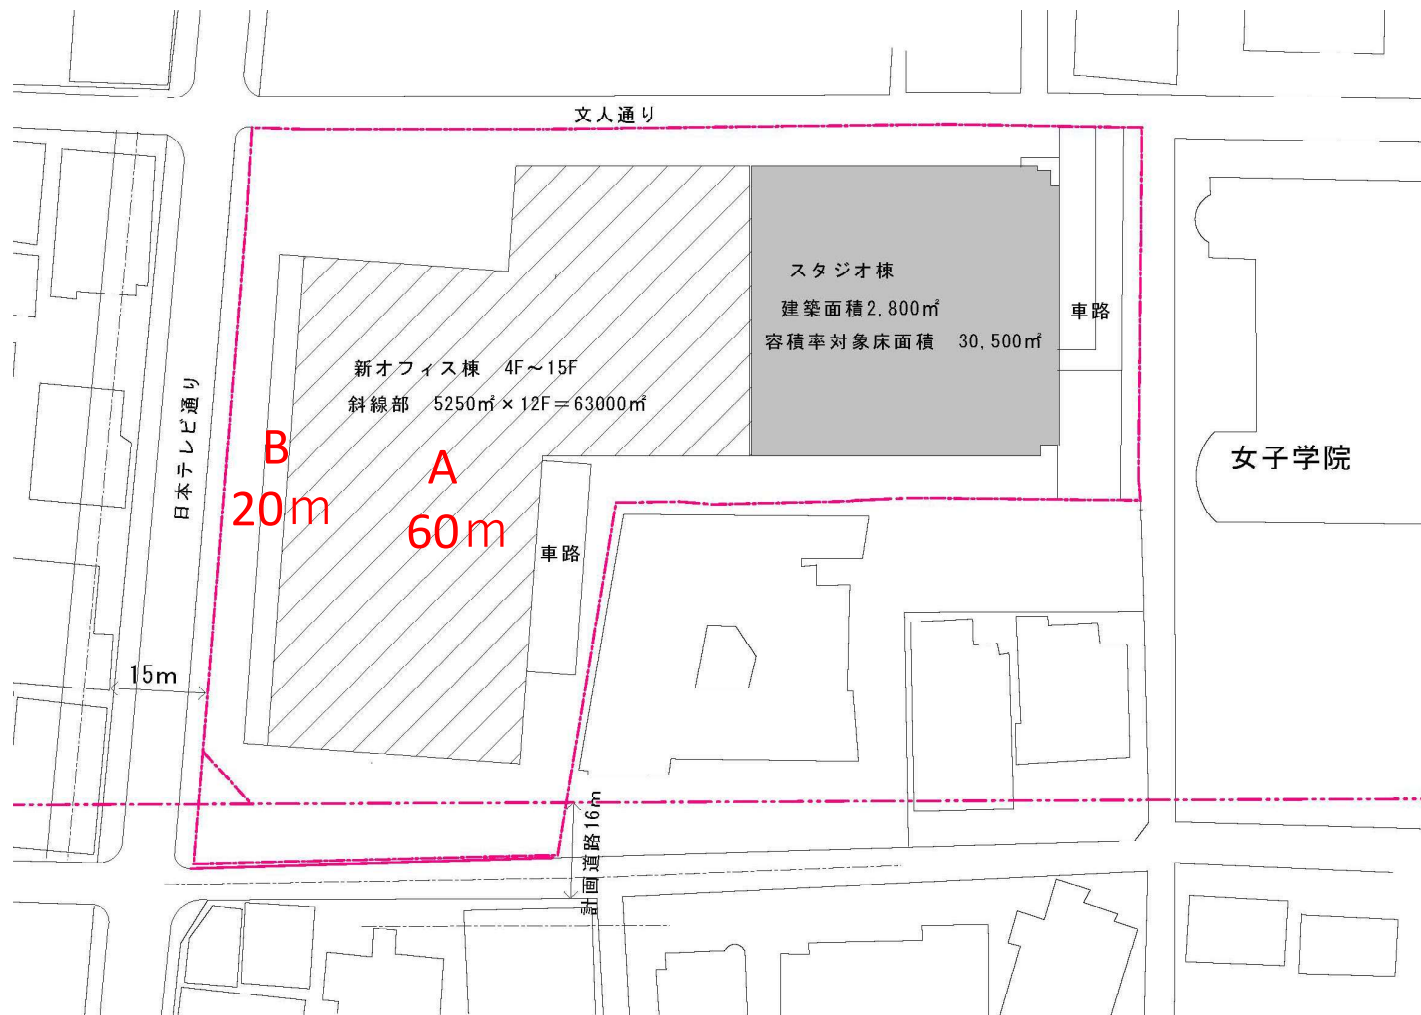 文人通り
スタジオ棟
建築面積2,800㎡
容積率対象床面積　30,500㎡
車路
新オフィス棟　4F～15F
斜線部　5250㎡×12F＝63000㎡
日本テレビ通り
B
20m
A
60m
車路
女子学院
15m
計画道路16m